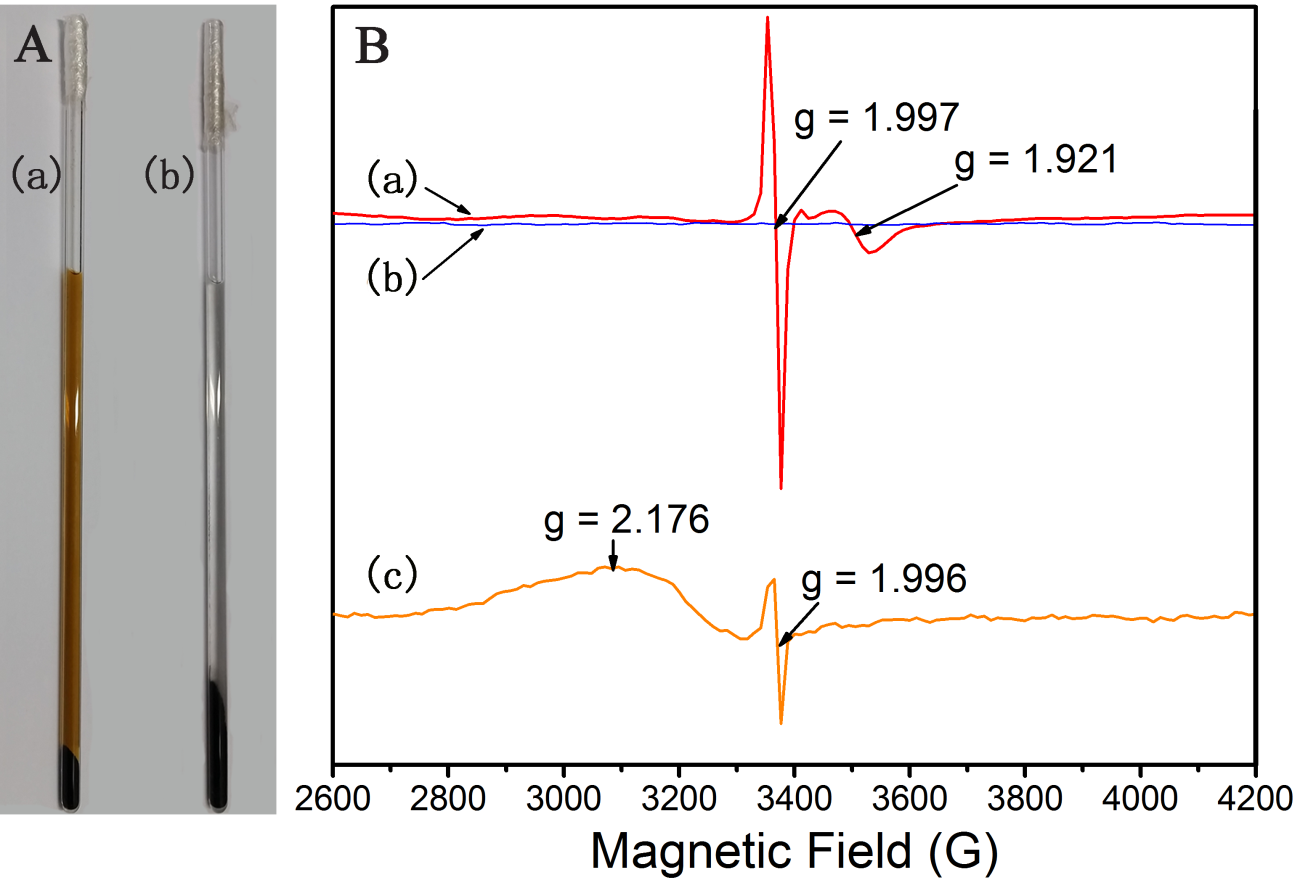 A
(a)
(b)
B
g = 1.997
g = 1.921
(a)
(b)
g = 2.176
(c)
g = 1.996
2600 2800 3000 3200 3400 3600 3800 4000 4200
Magnetic Field (G)